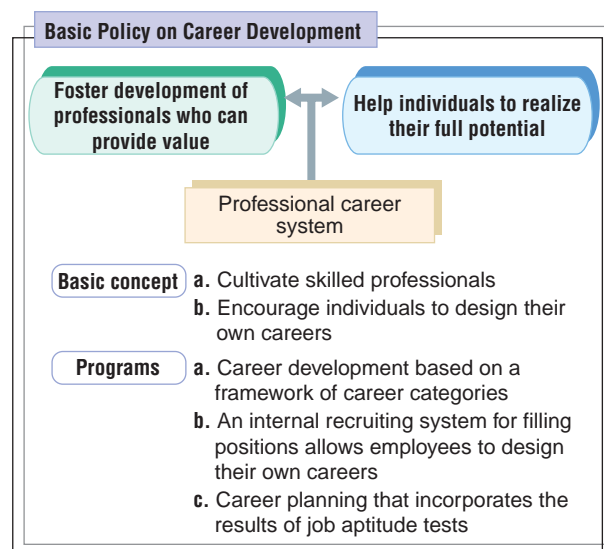 Basic Policy on Career Development
Foster development of
professionals who can
provide value
Help individuals to realize
their full potential
Professional career
system
Basic concept
a. Cultivate skilled professionals
b. Encourage individuals to design their
own careers
Programs
a. Career development based on a
framework of career categories
b. An internal recruiting system for filling
positions allows employees to design
their own careers
c. Career planning that incorporates the
results of job aptitude tests